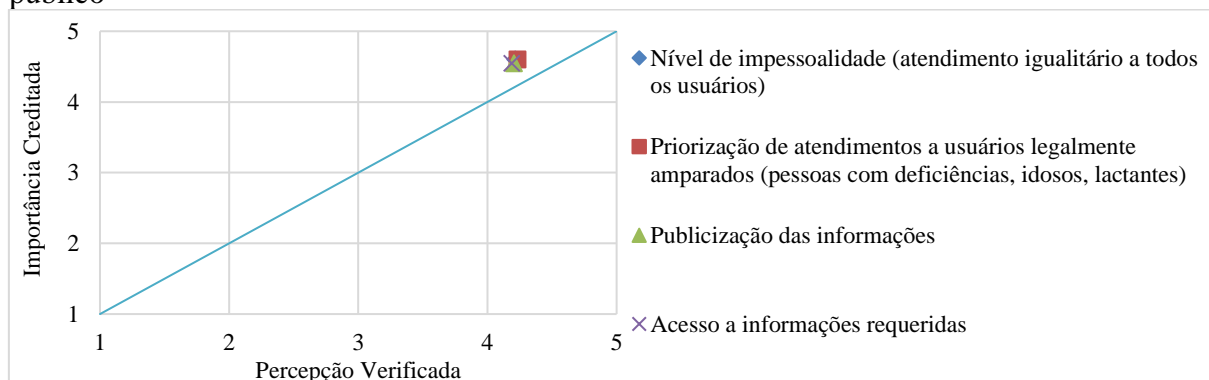 público
5
4
3
2
1
Importância Creditada
1 2 3 4 5
Percepção Verificada
Nível de impessoalidade (atendimento igualitário a todos
os usuários)
Priorização de atendimentos a usuários legalmente
amparados (pessoas com deficiências, idosos, lactantes)
Publicização das informações
Acesso a informações requeridas